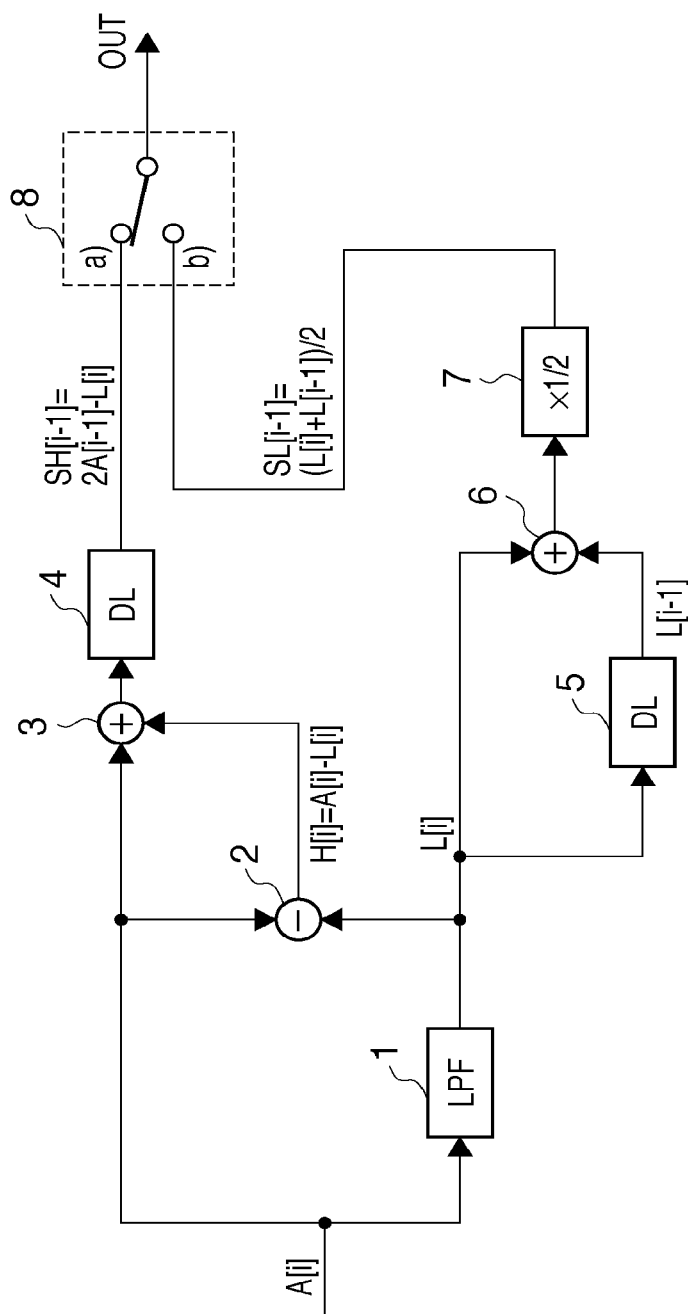 A[i]
1
LPF
2
H[i]=A[i]-L[i]
L[i]
3
4
DL
5
DL
L[i-1]
6
7
×1/2
SH[i-1]=
2A[i-1]-L[i]
SL[i-1]=
(L[i]+L[i-1])/2
8
a)
b)
OUT